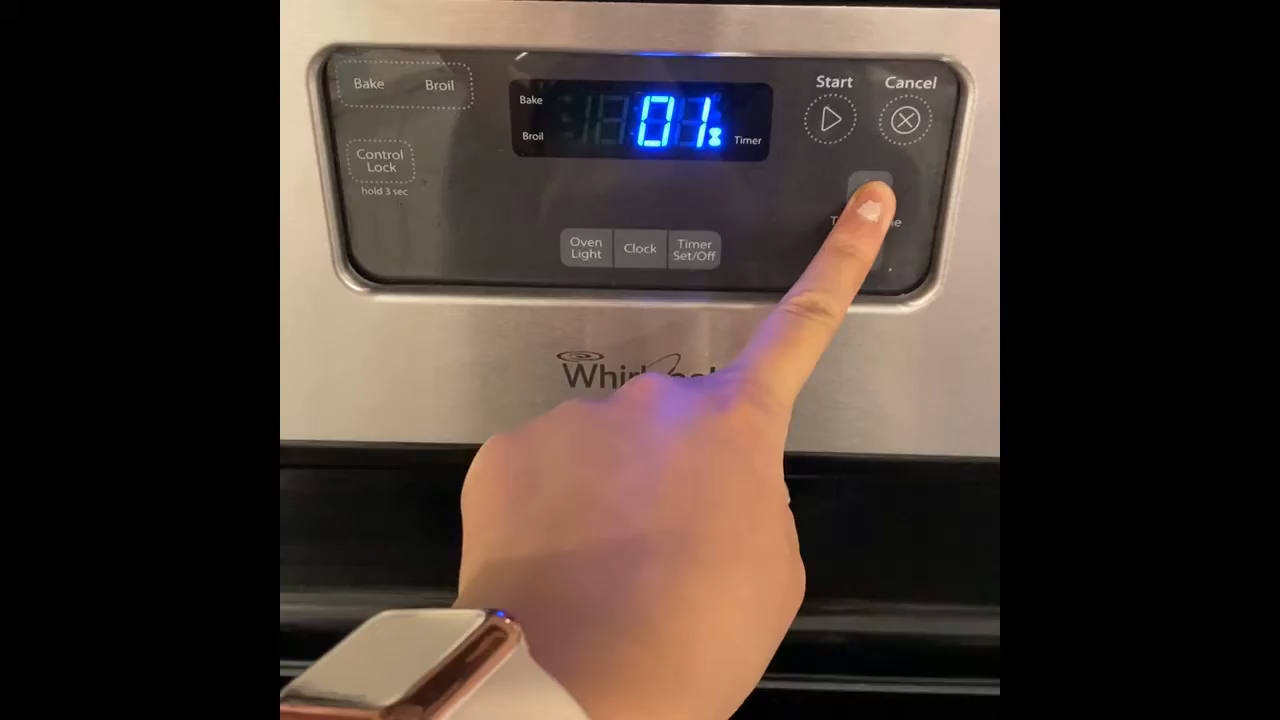 Bake Broil
Control
Lock
hold 3 sec
Bake
Broil
01:
Timer
Start Cancel
Oven
Light
Clock
Timer
Set/Off